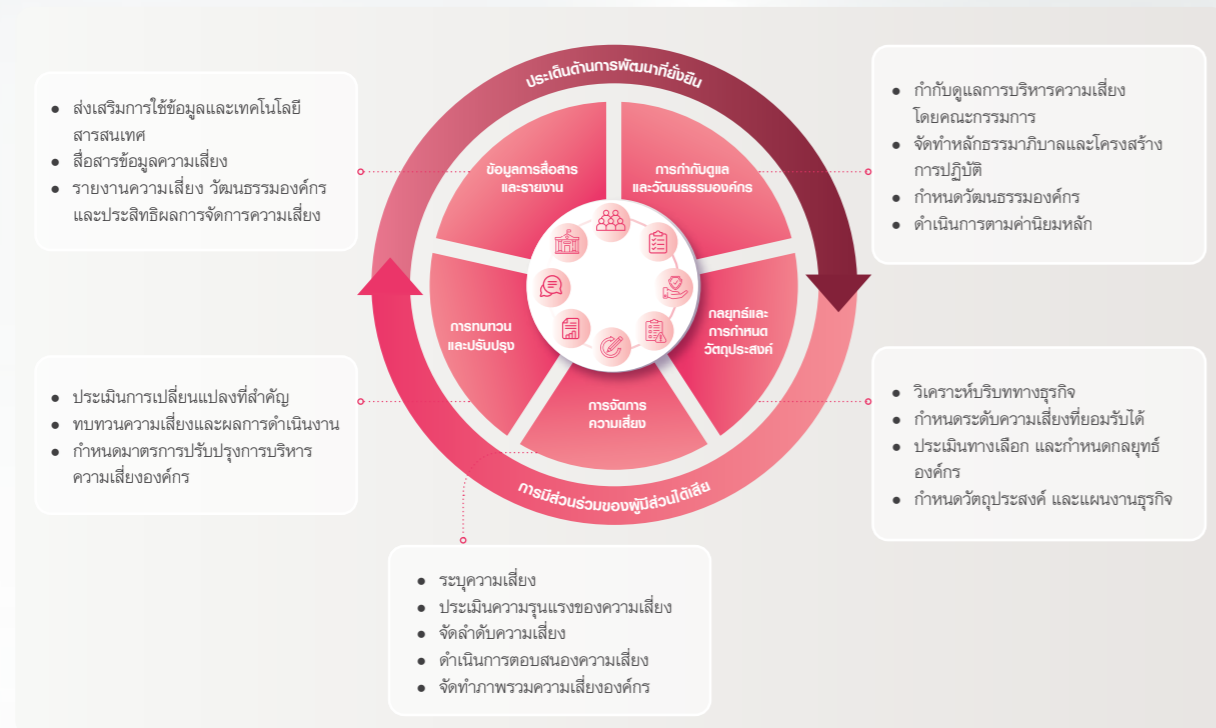 ประเด็นด้านการพัฒนาที่ยั่งยืน
ข้อมูลการสื่อสาร
และรายงาน
การกำกับดูแล
และวัฒนธรรมองค์กร
กลยุทธ์และ
การกำหนด
วัตถุประสงค์
การจัดการ
ความเสี่ยง
การทบทวน
และปรับปรุง
การมีส่วนร่วมของผู้มีส่วนได้เสีย
● ส่งเสริมการใช้ข้อมูลและเทคโนโลยี
สารสนเทศ
● สื่อสารข้อมูลความเสี่ยง
● รายงานความเสี่ยง วัฒนธรรมองค์กร
และประสิทธิผลการจัดการความเสี่ยง
● กำกับดูแลการบริหารความเสี่ยง
โดยคณะกรรมการ
● จัดทำหลักธรรมาภิบาลและโครงสร้าง
การปฏิบัติ
● กำหนดวัฒนธรรมองค์กร
● ดำเนินการตามค่านิยมหลัก
● ประเมินการเปลี่ยนแปลงที่สำคัญ
● ทบทวนความเสี่ยงและผลการดำเนินงาน
● กำหนดมาตรการปรับปรุงการบริหาร
ความเสี่ยงองค์กร
● วิเคราะห์บริบททางธุรกิจ
● กำหนดระดับความเสี่ยงที่ยอมรับได้
● ประเมินทางเลือก และกำหนดกลยุทธ์
องค์กร
● กำหนดวัตถุประสงค์ และแผนงานธุรกิจ
● ระบุความเสี่ยง
● ประเมินความรุนแรงของความเสี่ยง
● จัดลำดับความเสี่ยง
● ดำเนินการตอบสนองความเสี่ยง
● จัดทำภาพรวมความเสี่ยงองค์กร